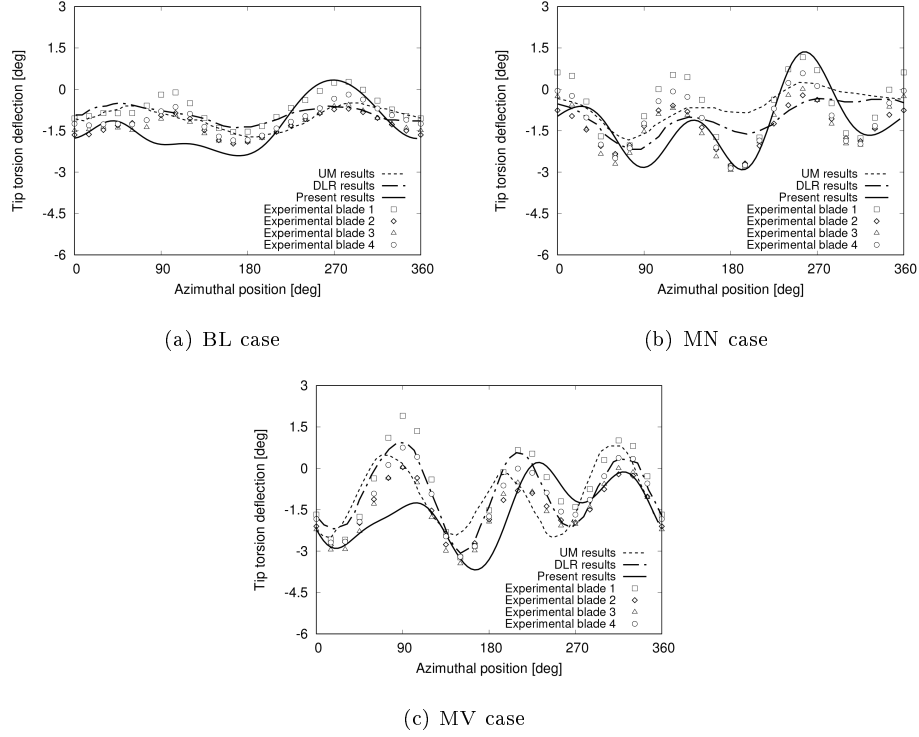 3
1.5
0
-1.5
-3
-4.5
-6
0 90 180 270 360
Tip torsion deflection [deg]
Azimuthal position [deg]
UM results
DLR results
Present results
Experimental blade 1
Experimental blade 2
Experimental blade 3
Experimental blade 4
(a) BL case
3
1.5
0
-1.5
-3
-4.5
-6
0 90 180 270 360
Tip torsion deflection [deg]
Azimuthal position [deg]
UM results
DLR results
Present results
Experimental blade 1
Experimental blade 2
Experimental blade 3
Experimental blade 4
(b) MN case
3
1.5
0
-1.5
-3
-4.5
-6
0 90 180 270 360
Tip torsion deflection [deg]
Azimuthal position [deg]
UM results
DLR results
Present results
Experimental blade 1
Experimental blade 2
Experimental blade 3
Experimental blade 4
(c) MV case